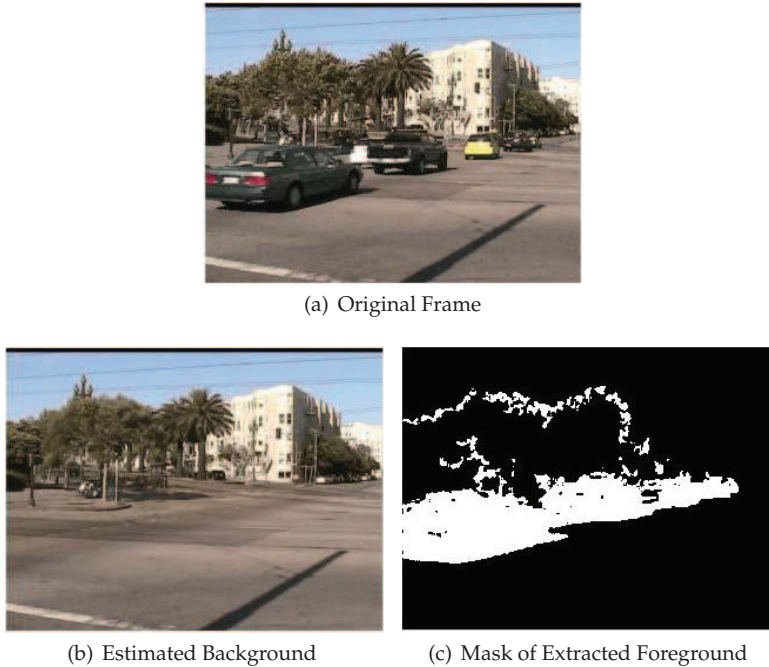 (a) Original Frame
(b) Estimated Background
(c) Mask of Extracted Foreground